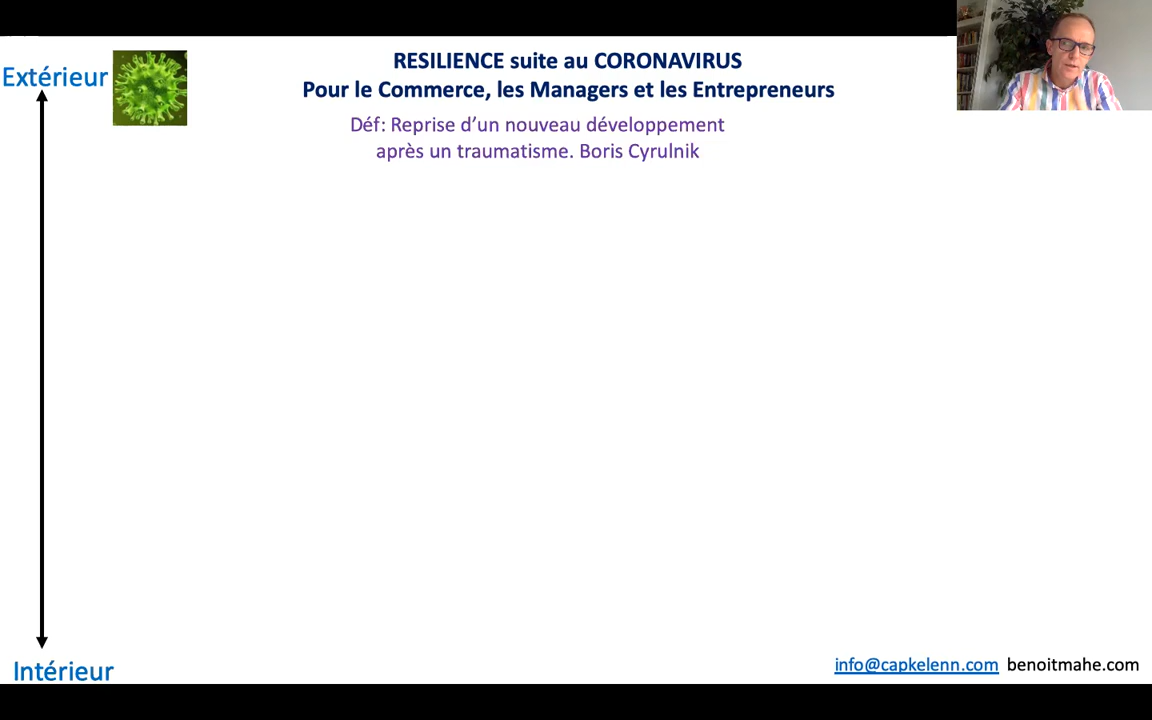 Extérieur
RESILIENCE suite au CORONAVIRUS
Pour le Commerce, les Managers et les Entrepreneurs
Déf: Reprise d’un nouveau développement
après un traumatisme. Boris Cyrulnik
Intérieur
info@capkelenn.com benoitmahe.com